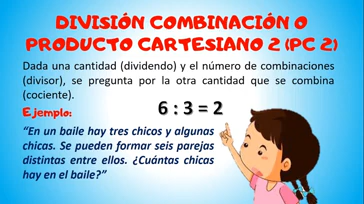 DIVISIÓN COMBINACIÓN O
PRODUCTO CARTESIANO 2 (PC 2)
Dada una cantidad (dividendo) y el número de combinaciones
(divisor), se pregunta por la otra cantidad que se combina
(cociente).
Ejemplo:
6 : 3 = 2
“En un baile hay tres chicos y algunas
chicas. Se pueden formar seis parejas
distintas entre ellos. ¿Cuántas chicas
hay en el baile?”